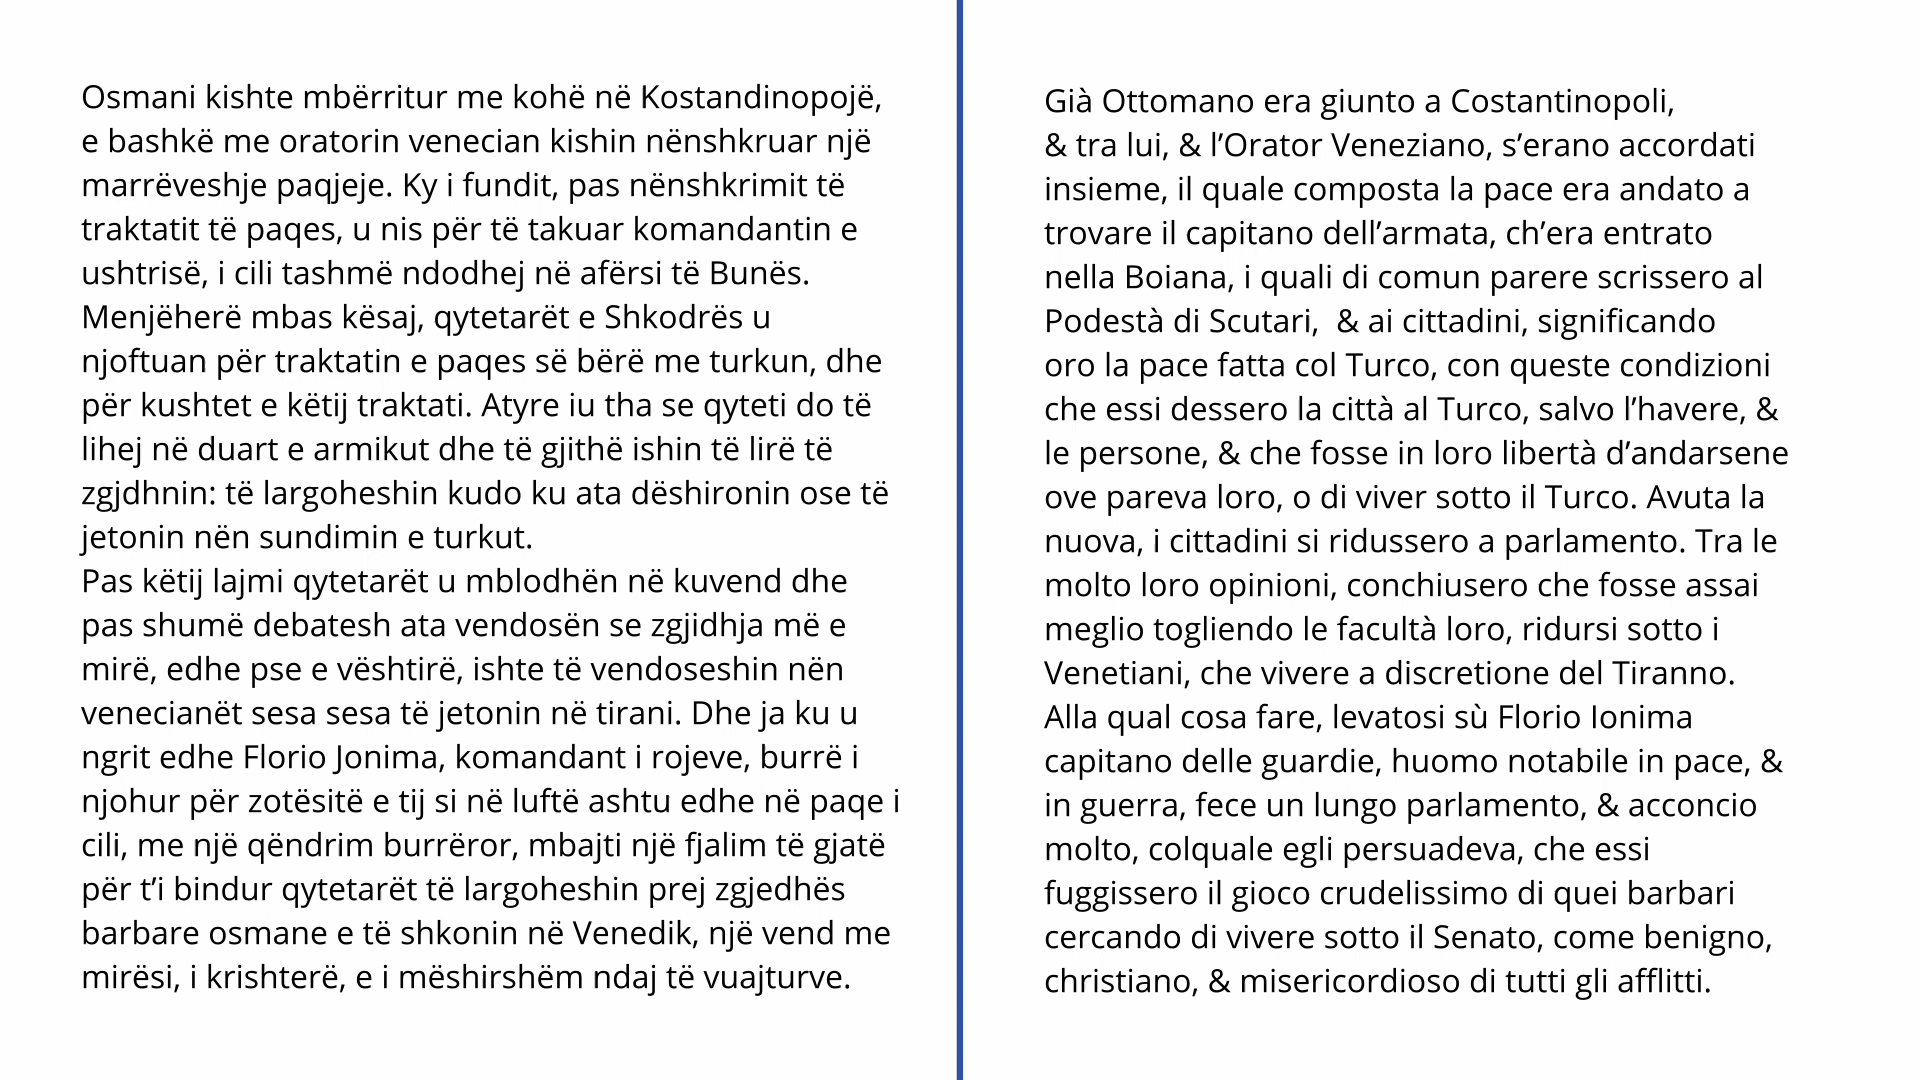 Osmani kishte mbërritur me kohë në Kostandinopojë,
e bashkë me oratorin venecian kishin nënshkruar një
marrëveshje paqjeje. Ky i fundit, pas nënshkrimit të
traktatit të paqes, u nis për të takuar komandantin e
ushtrisë, i cili tashmë ndodhej në afërsi të Bunës.
Menjëherë mbas kësaj, qytetarët e Shkodrës u
njoftuan për traktatin e paqes së bërë me turkun, dhe
për kushtet e këtij traktati. Atyre iu tha se qyteti do të
lihej në duart e armikut dhe të gjithë ishin të lirë të
zgjdhnin: të largoheshin kudo ku ata dëshironin ose të
jetonin nën sundimin e turkut.
Pas këtij lajmi qytetarët u mblodhën në kuvend dhe
pas shumë debatesh ata vendosën se zgjidhja më e
mirë, edhe pse e vështirë, ishte të vendoseshin nën
venecianët sesa sesa të jetonin në tirani. Dhe ja ku u
ngrit edhe Florio Jonima, komandant i rojeve, burrë i
njohur për zotësitë e tij si në luftë ashtu edhe në paqe i
cili, me një qëndrim burrëror, mbajti një fjalim të gjatë
për t’i bindur qytetarët të largoheshin prej zgjedhës
barbare osmane e të shkonin në Venedik, një vend me
mirësi, i krishterë, e i mëshirshëm ndaj të vuajturve.
Già Ottomano era giunto a Costantinopoli,
& tra lui, & l’Orator Veneziano, s’erano accordati
insieme, il quale composta la pace era andato a
trovare il capitano dell’armata, ch’era entrato
nella Boiana, i quali di comun parere scrissero al
Podestà di Scutari,  & ai cittadini, significando
oro la pace fatta col Turco, con queste condizioni
che essi dessero la città al Turco, salvo l’havere, &
le persone, & che fosse in loro libertà d’andarsene
ove pareva loro, o di viver sotto il Turco. Avuta la
nuova, i cittadini si ridussero a parlamento. Tra le
molto loro opinioni, conchiusero che fosse assai
meglio togliendo le facultà loro, ridursi sotto i
Venetiani, che vivere a discretione del Tiranno.
Alla qual cosa fare, levatosi sù Florio Ionima
capitano delle guardie, huomo notabile in pace, &
in guerra, fece un lungo parlamento, & acconcio
molto, colquale egli persuadeva, che essi
fuggissero il gioco crudelissimo di quei barbari
cercando di vivere sotto il Senato, come benigno,
christiano, & misericordioso di tutti gli afflitti.